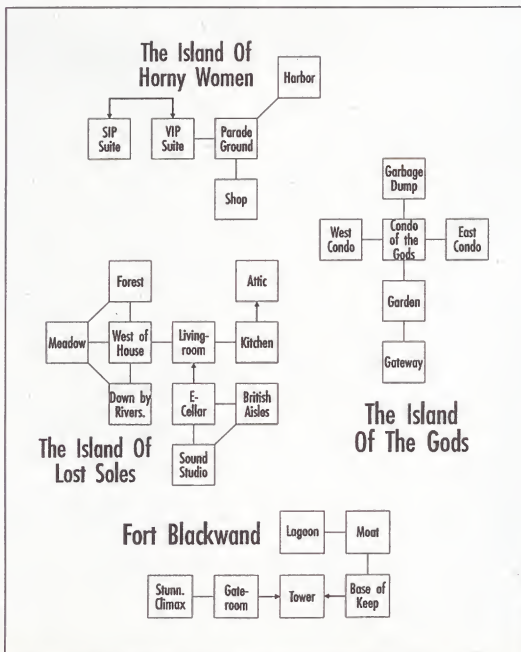 The Island Of
Horny Women
Harbor
SIP
Suite
VIP
Suite
Parade
Ground
Shop
Garbage
Dump
West
Condo
Condo
of the
Gods
East
Condo
Garden
Gateway
The Island
Of The Gods
Forest
Attic
Meadow
West of
House
Living-
room
Kitchen
Down by
Rivers.
E-
Cellar
British
Aisles
Sound
Studio
The Island Of
Lost Soles
Fort Blackwand
Lagoon
Moat
Stunn.
Climax
Gate-
room
Tower
Base of
Keep